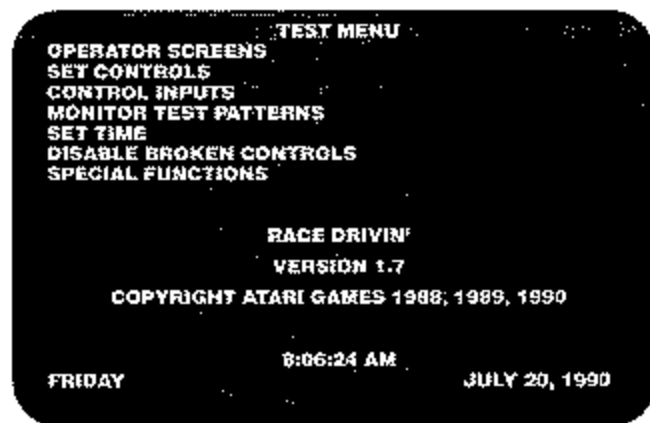 TEST MENU
OPERATOR SCREENS
SET CONTROLS
CONTROL INPUTS
MONITOR TEST PATTERNS
SET TIME
DISABLE BROKEN CONTROLS
SPECIAL FUNCTIONS
RACE DRIVIN'
VERSION 1.7
COPYRIGHT ATARI GAMES 1988, 1989, 1990
8:06:24 AM
FRIDAY
JULY 20, 1990